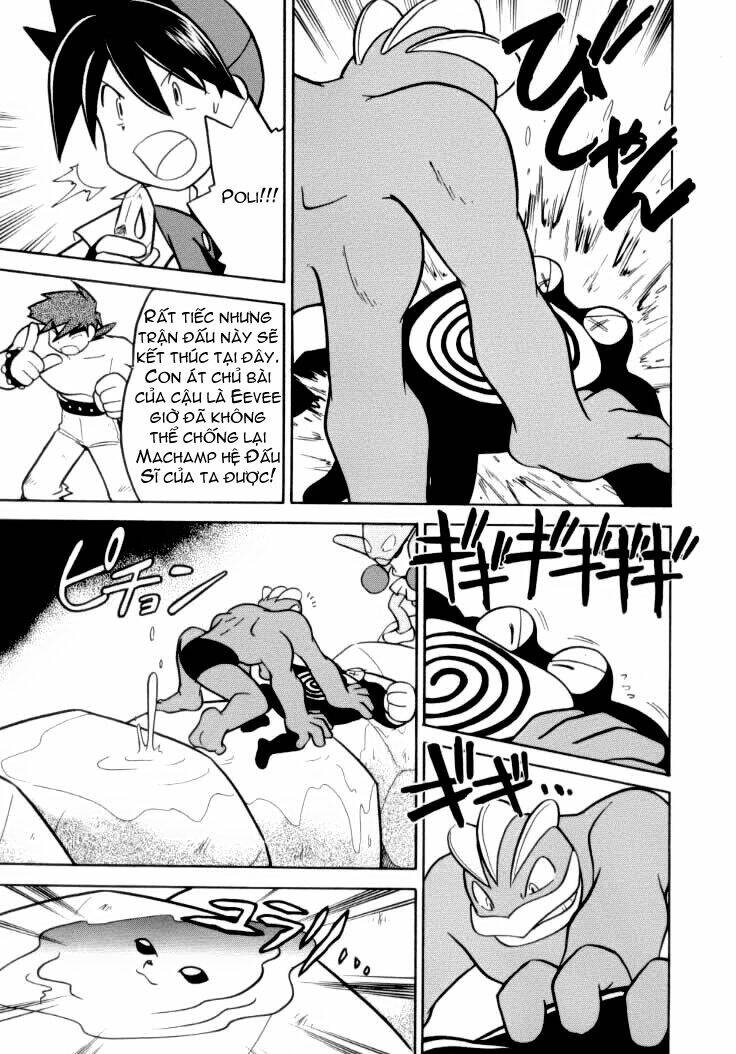 びしゃん
Poli!!!
Rất tiếc nhưng
trận đấu này sẽ
kết thúc tại đây.
Con át chủ bài
của cậu là Eevee
giờ đã không
thể chống lại
Machamp hệ Đấu
Sĩ của ta được!
ギギギギギギ
ピチョン
ギギ…
ユラリ